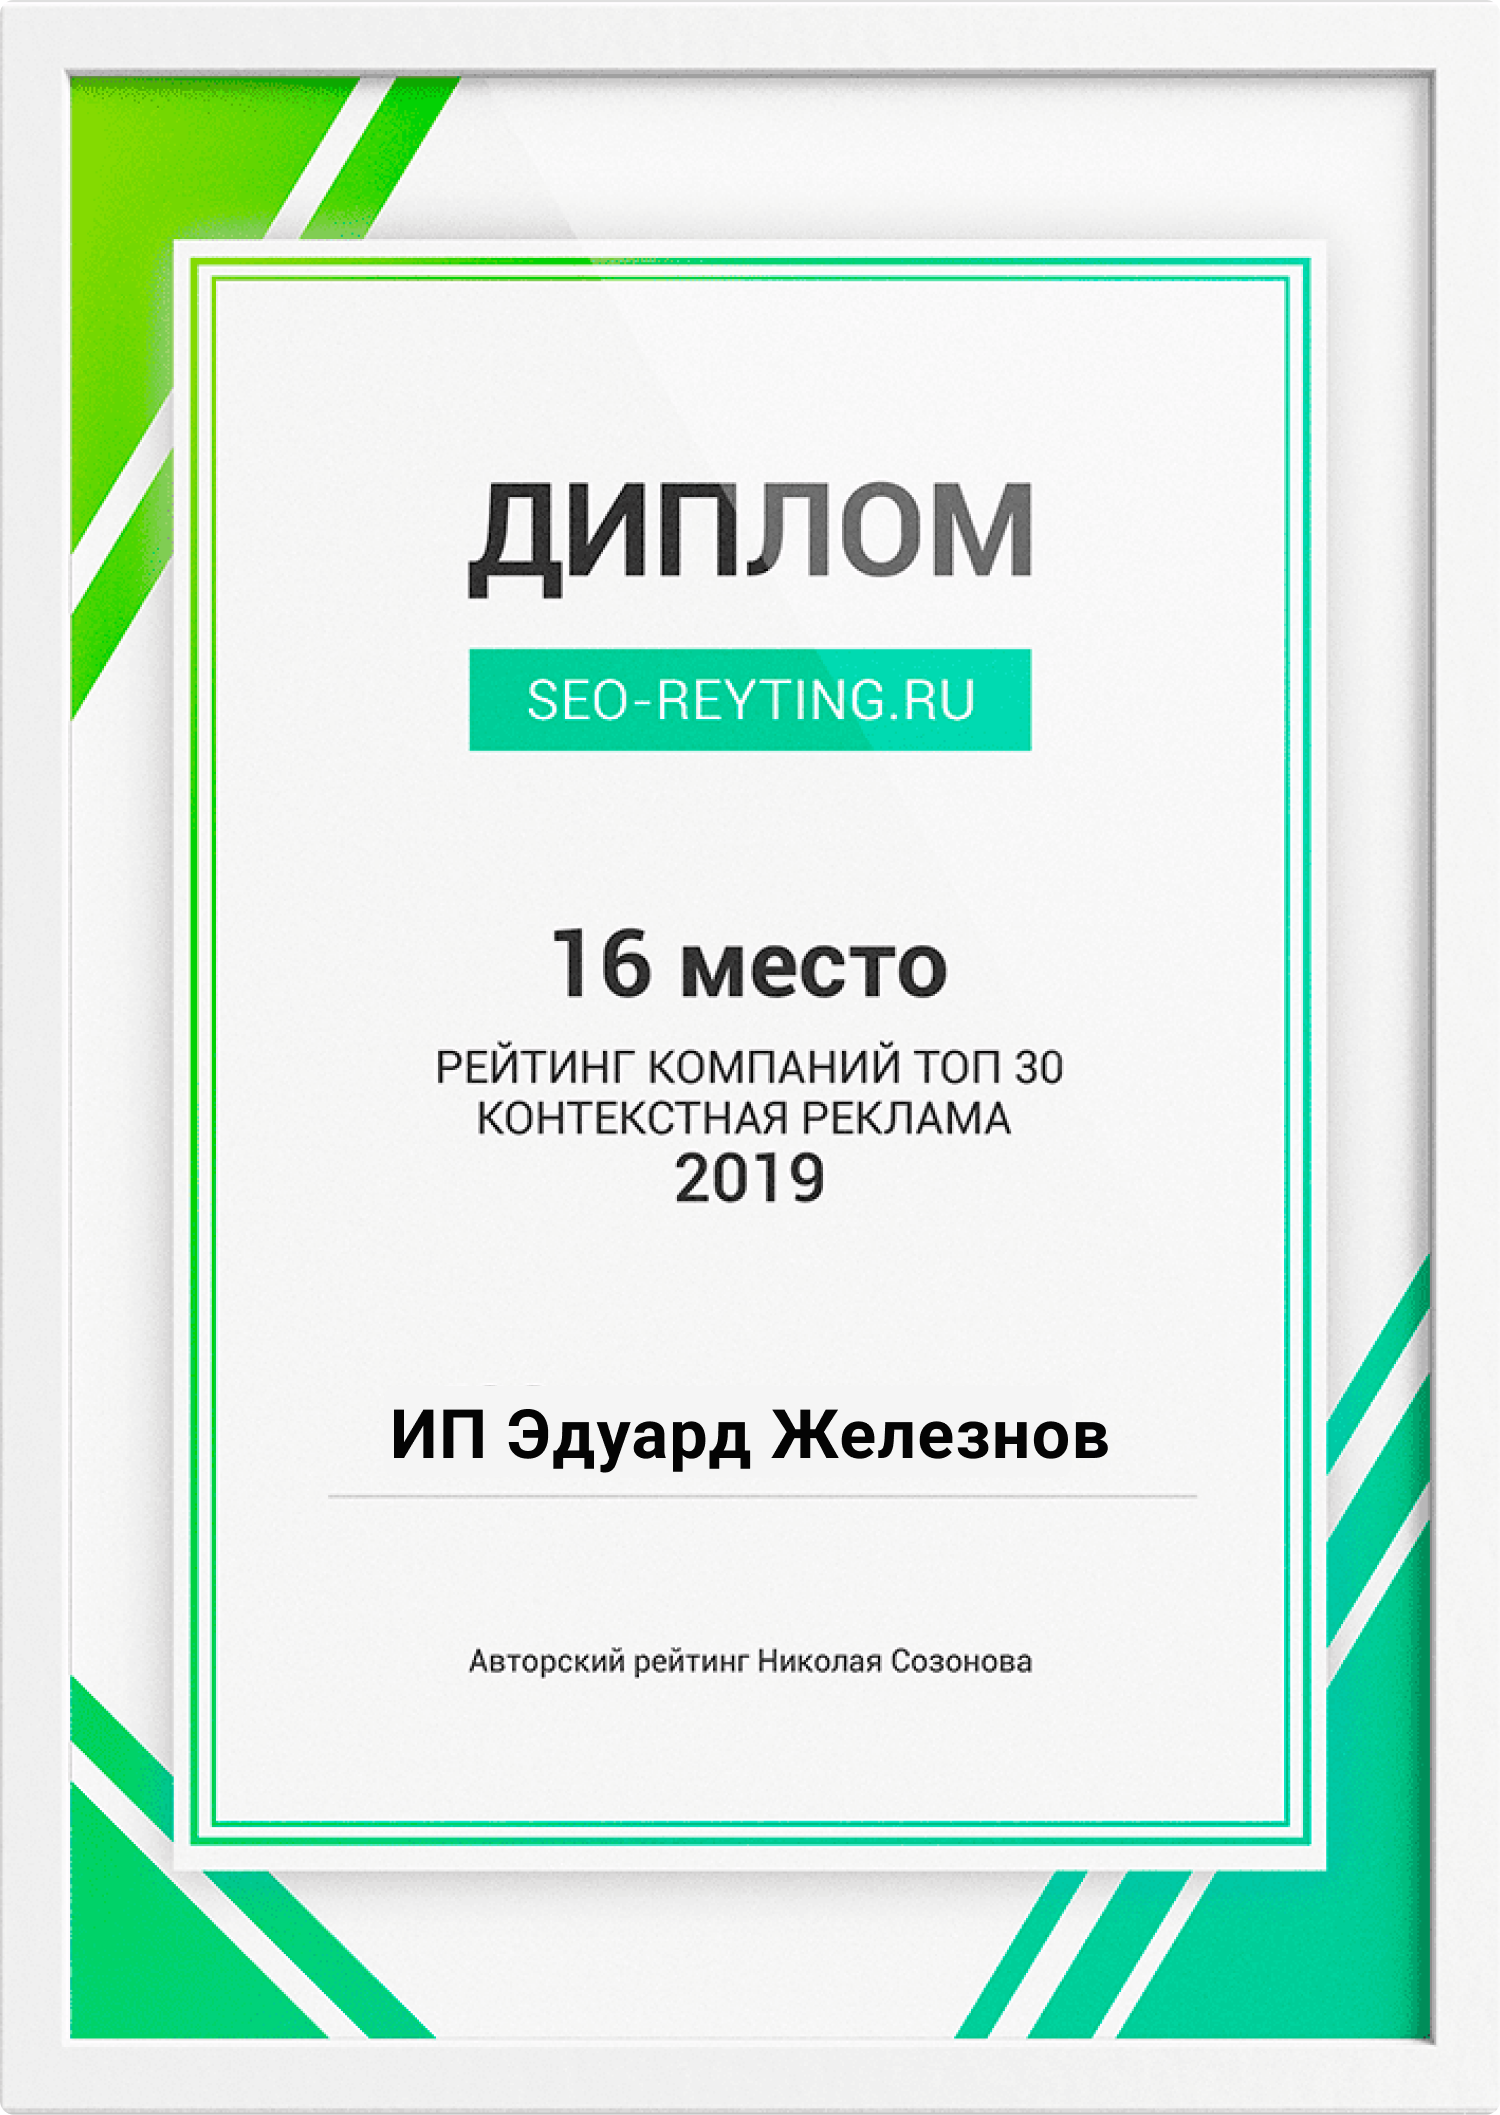 ДИПЛОМ
SEO-REYTING.RU
16 место
РЕЙТИНГ КОМПАНИЙ ТОП 30
КОНТЕКСТНАЯ РЕКЛАМА
2019
ИП Эдуард Железнов
Авторский рейтинг Николая Созонова